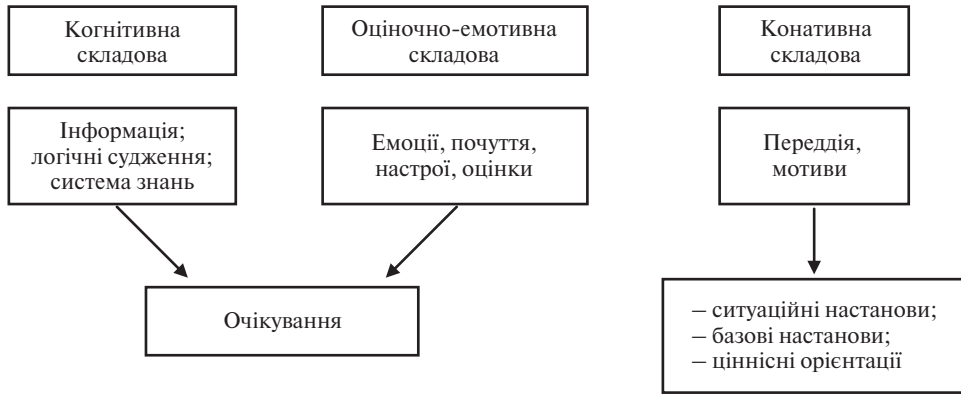 Когнітивна
складова
Оціночно-емотивна
складова
Конативна
складова
Інформація;
логічні судження;
система знань
Емоції, почуття,
настрої, оцінки
Переддія,
мотиви
Очікування
– ситуаційні настанови;
– базові настанови;
– ціннісні орієнтації